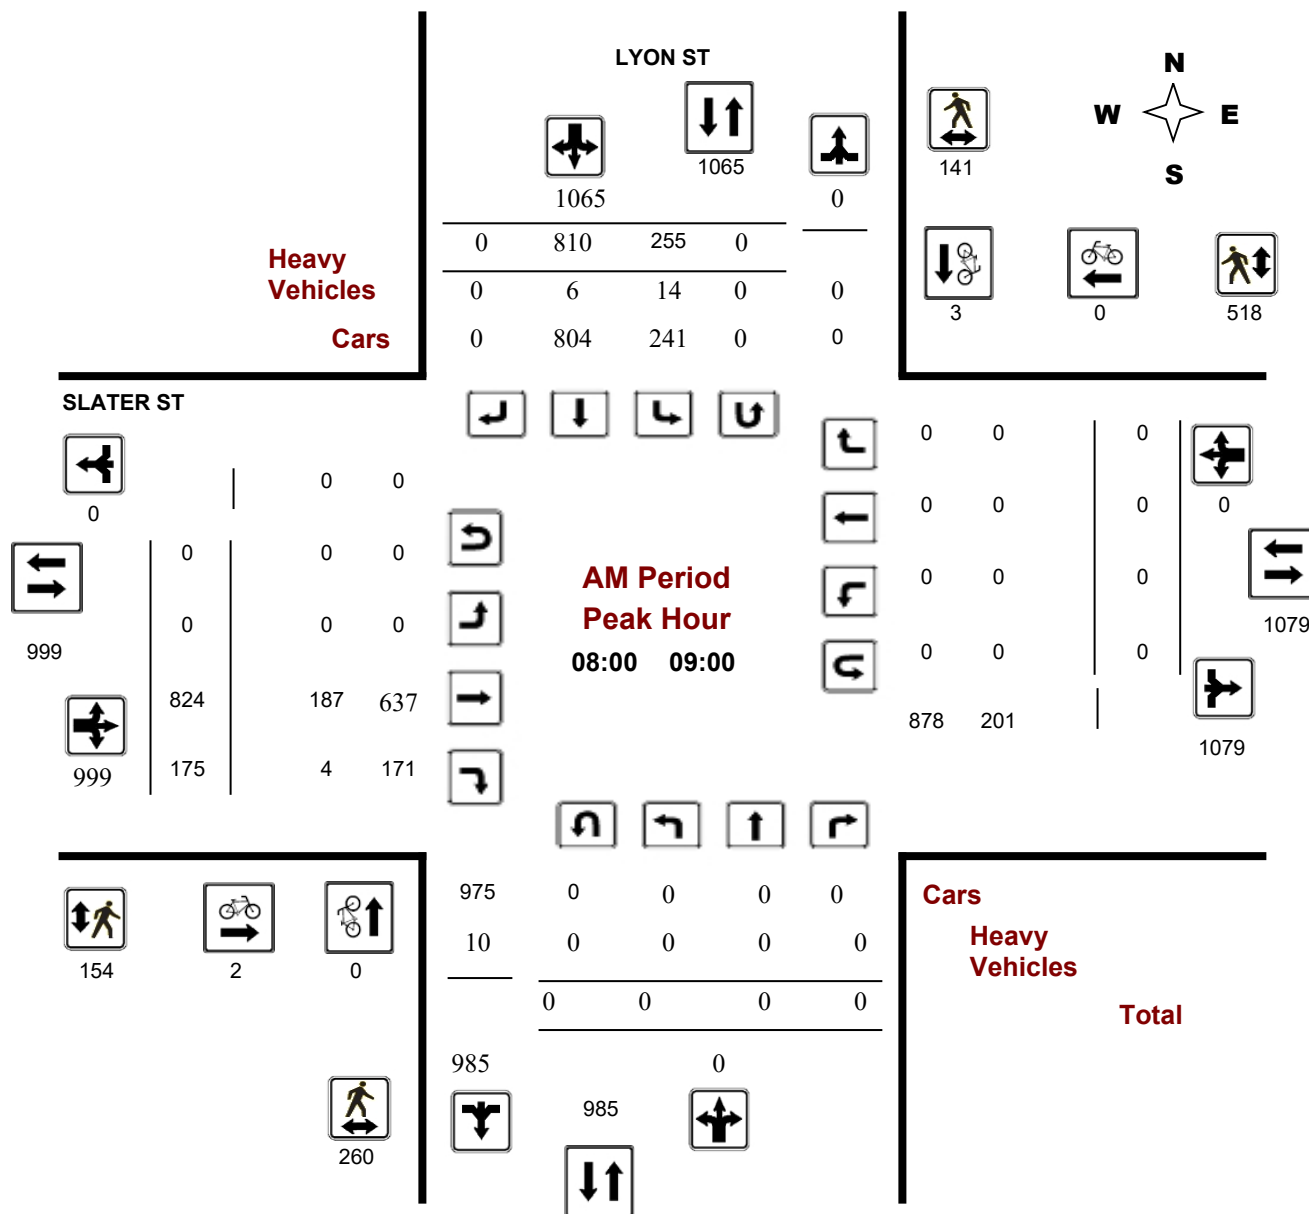 LYON ST
N
W E
S
1065
141
1065 0
0 810 255 0
Heavy
Vehicles
0 6 14 0 0
3 0 518
Cars
0 804 241 0 0
SLATER ST
0 0 0
0 0 0
0
0 0 0 0
0 0 0
0 0 0
AM Period
Peak Hour
08:00 09:00
0 0 0
0 0 0
999
1079
824 187 637
878 201
1079
999
175 4 171
975 0 0 0 0
Cars
10 0 0 0 0
Heavy
Vehicles
154 2 0
0 0 0 0
Total
985 0
985
260